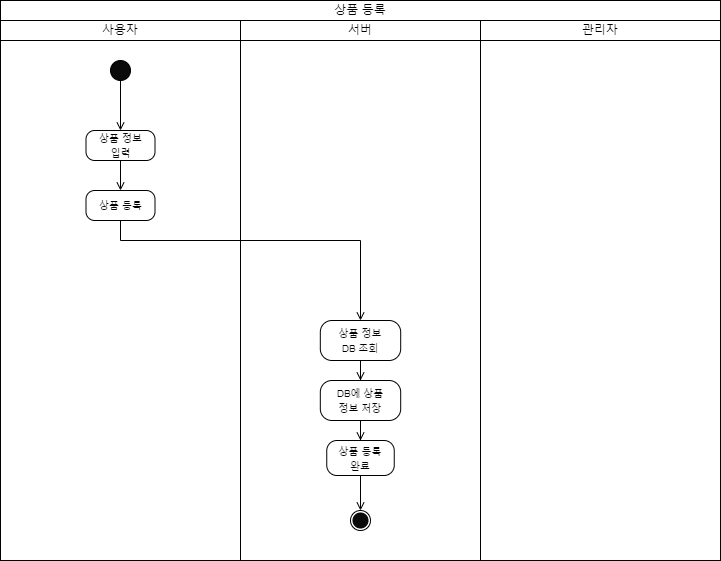 상품 등록
사용자
서버
관리자
상품 정보
입력
상품 등록
상품 정보
DB 조회
DB에 상품
정보 저장
상품 등록
완료